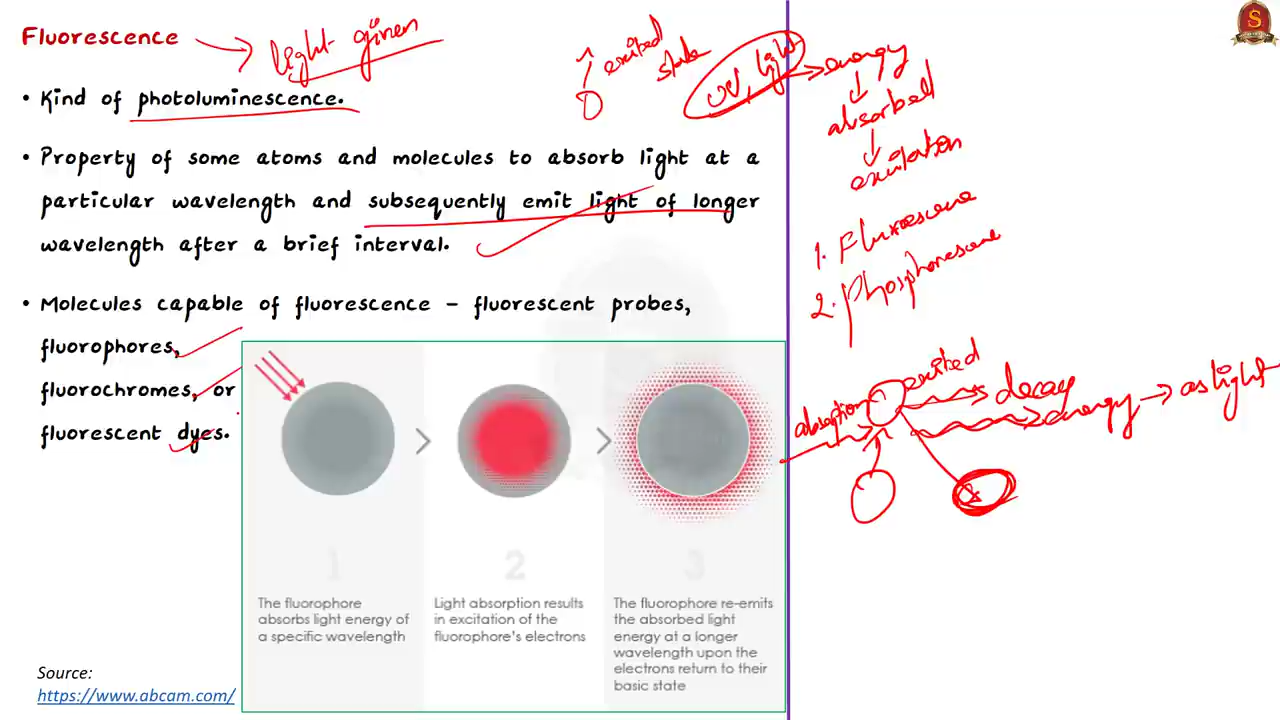 Fluorescence
light given
• Kind of photoluminescence.
• Property of some atoms and molecules to absorb light at a
particular wavelength and subsequently emit light of longer
wavelength after a brief interval.
• Molecules capable of fluorescence – fluorescent probes,
fluorophores,
fluorochromes, or
fluorescent dyes.
1
The fluorophore
absorbs light energy of
a specific wavelength
2
Light absorption results
in excitation of the
fluorophore's electrons
3
The fluorophore re-emits
the absorbed light
energy at a longer
wavelength upon the
electrons return to their
basic state
Source:
https://www.abcam.com/
excited
state
UV, light
energy
absorbed
excitation
1. Fluorescene
2. Phosphorescene
excited
absorption
decay
energy → as light
S